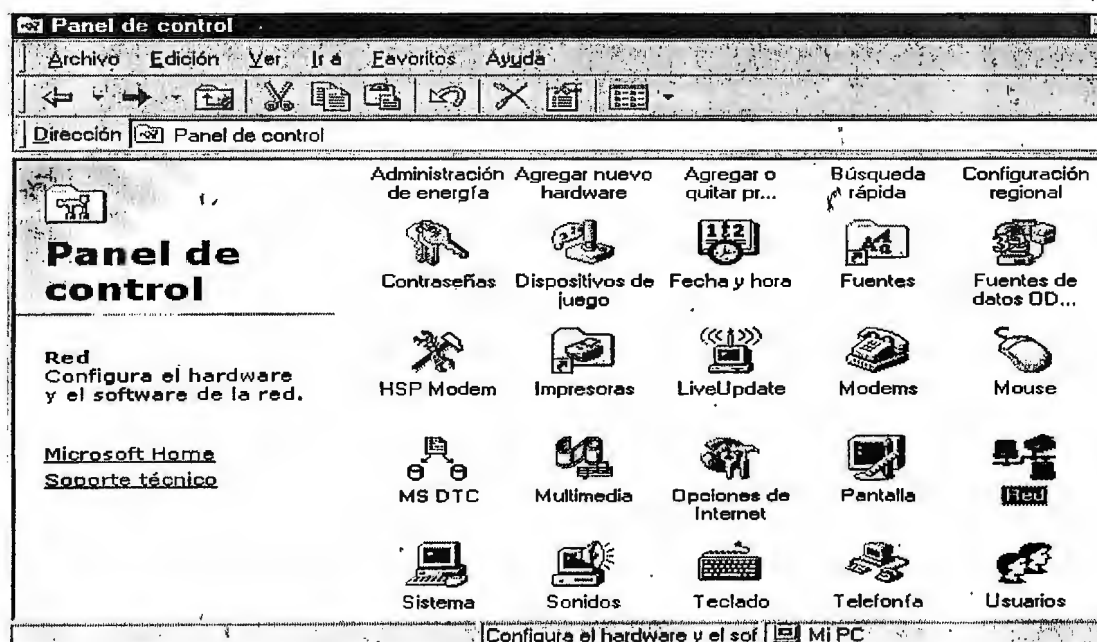 Panel de control
Archivo Edición Ver Ir a Favoritos Ayuda
Dirección Panel de control
Panel de
control
Red
Configura el hardware
y el software de la red.
Microsoft Home
Soporte técnico
Administración
de energía
Agregar nuevo
hardware
Agregar o
quitar pr...
Búsqueda
rápida
Configuración
regional
Contraseñas
Dispositivos de
juego
Fecha y hora
Fuentes
Fuentes de
datos OD...
HSP Modem
Impresoras
LiveUpdate
Modems
Mouse
MS DTC
Multimedia
Opciones de
Internet
Pantalla
Red
Sistema
Sonidos
Teclado
Telefonía
Usuarios
Configura el hardware y el sof
Mi PC